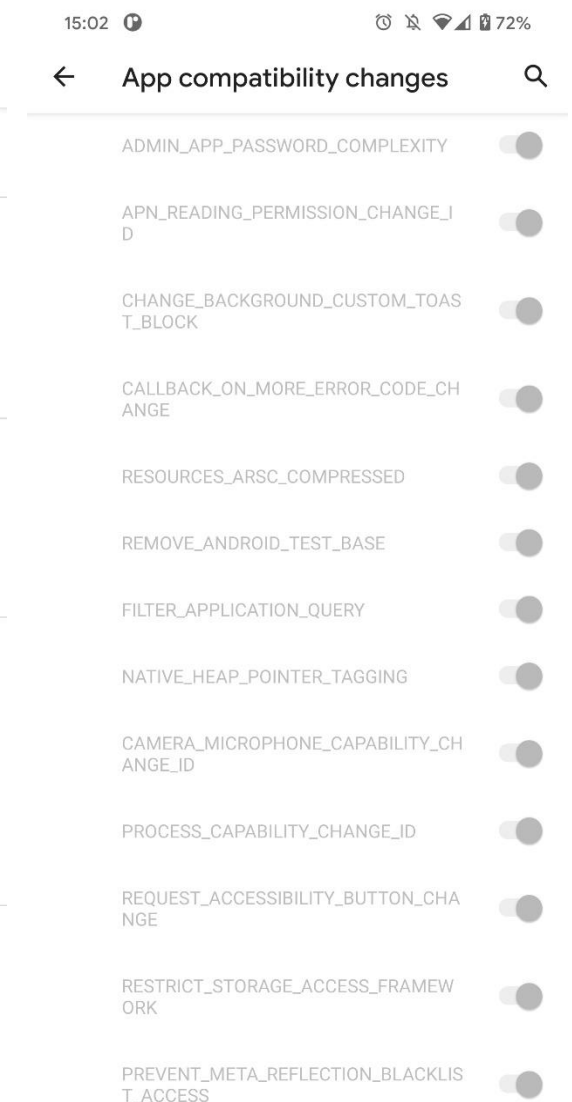 15:02
72%
App compatibility changes
ADMIN_APP_PASSWORD_COMPLEXITY
APN_READING_PERMISSION_CHANGE_I
D
CHANGE_BACKGROUND_CUSTOM_TOAS
T_BLOCK
CALLBACK_ON_MORE_ERROR_CODE_CH
ANGE
RESOURCES_ARSC_COMPRESSED
REMOVE_ANDROID_TEST_BASE
FILTER_APPLICATION_QUERY
NATIVE_HEAP_POINTER_TAGGING
CAMERA_MICROPHONE_CAPABILITY_CH
ANGE_ID
PROCESS_CAPABILITY_CHANGE_ID
REQUEST_ACCESSIBILITY_BUTTON_CHA
NGE
RESTRICT_STORAGE_ACCESS_FRAMEW
ORK
PREVENT_META_REFLECTION_BLACKLIS
T_ACCESS